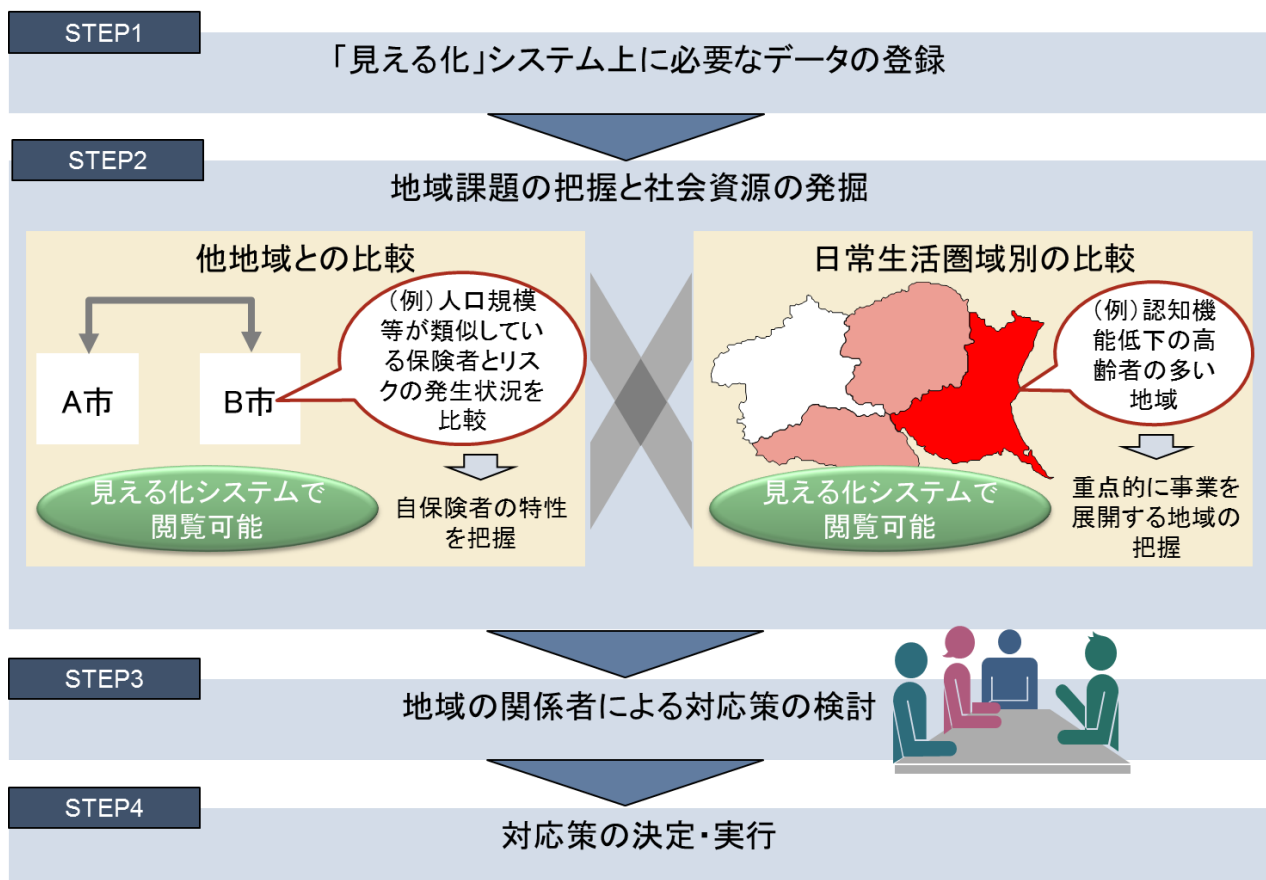 STEP1
「見える化」システム上に必要なデータの登録
STEP2
地域課題の把握と社会資源の発掘
他地域との比較
A市
B市
（例）人口規模
等が類似してい
る保険者とリス
クの発生状況を
比較
見える化システムで
閲覧可能
自保険者の特性
を把握
日常生活圏域別の比較
（例）認知機
能低下の高
齢者の多い
地域
見える化システムで
閲覧可能
重点的に事業を
展開する地域の
把握
STEP3
地域の関係者による対応策の検討
STEP4
対応策の決定・実行